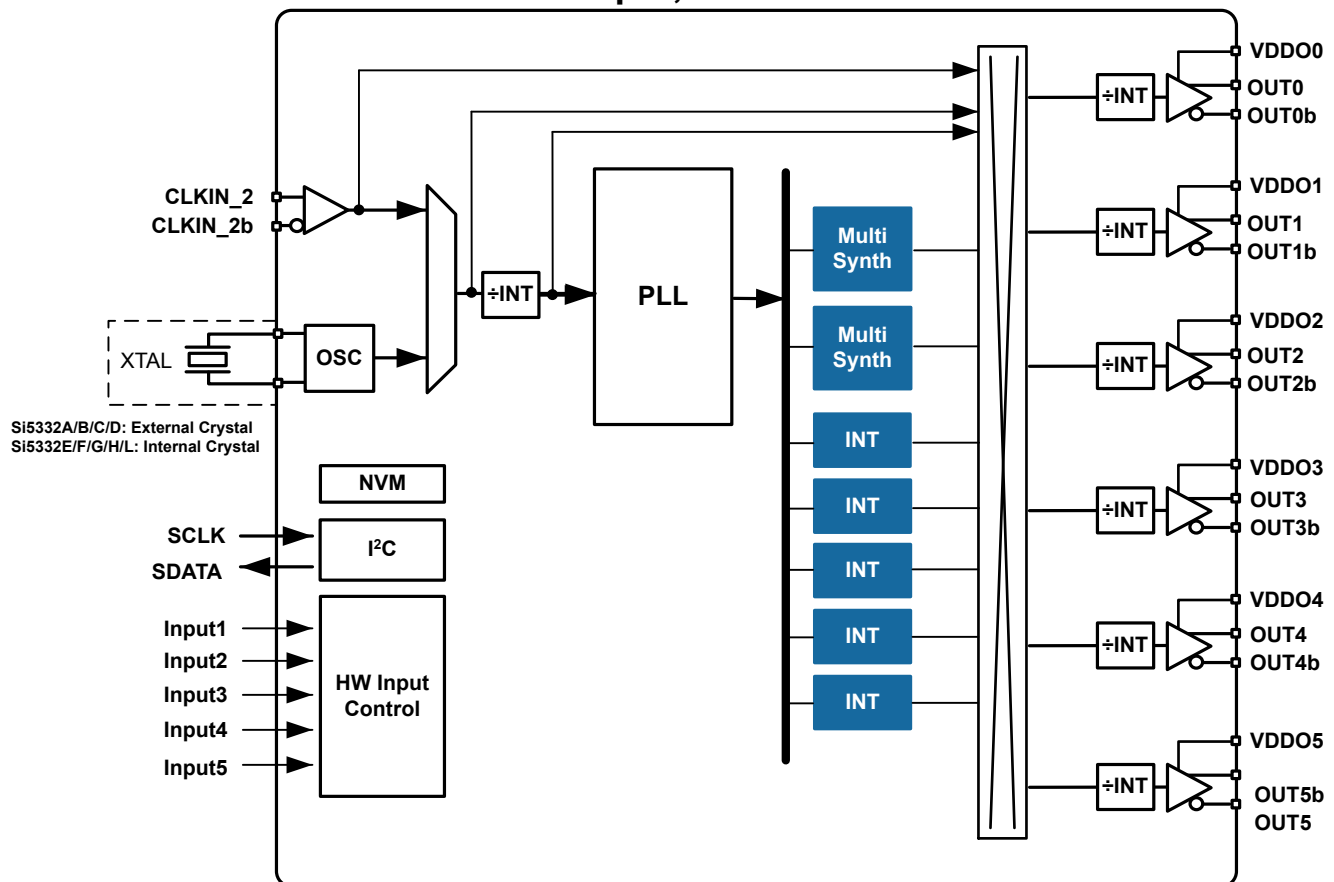 VDDO0
OUT0
OUT0b
÷INT
VDDO1
OUT1
OUT1b
÷INT
CLKIN_2
CLKIN_2b
Multi
Synth
÷INT
PLL
VDDO2
OUT2
OUT2b
÷INT
Multi
Synth
XTAL
OSC
Si5332A/B/C/D: External Crystal
Si5332E/F/G/H/L: Internal Crystal
INT
VDDO3
OUT3
OUT3b
÷INT
NVM
INT
SCLK
SDATA
I²C
INT
VDDO4
OUT4
OUT4b
÷INT
Input1
Input2
Input3
Input4
Input5
HW Input
Control
INT
INT
VDDO5
÷INT
OUT5b
OUT5